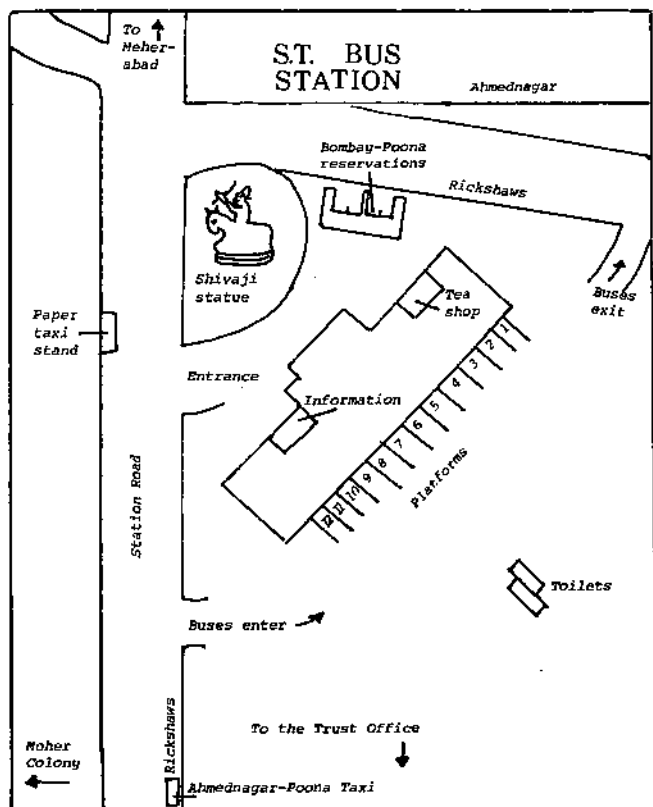 To
Meher-
abad
S.T. BUS
STATION
Ahmednagar
Bombay-Poona
reservations
Rickshaws
Shivaji
statue
Tea
shop
Buses
exit
Paper
taxi
stand
Entrance
Information
1
2
3
4
5
6
7
8
9
10
11
12
Platforms
Station Road
Toilets
Buses enter
Rickshaws
To the Trust Office
Moher
Colony
Ahmednagar-Poona Taxi